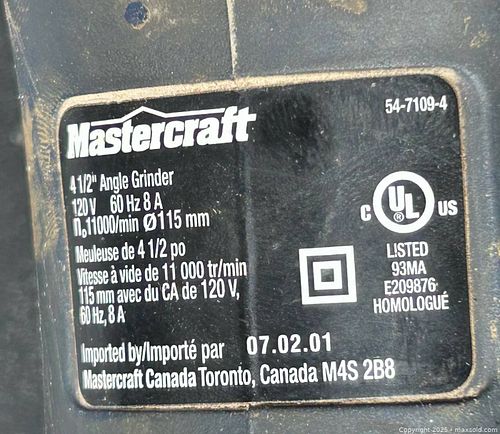 Mastercraft
54-7109-4
4 1/2" Angle Grinder
120 V 60 Hz 8 A
n₀11000/min Ø115 mm
Meuleuse de 4 1/2 po
Vitesse à vide de 11 000 tr/min
115 mm avec du CA de 120 V,
60 Hz, 8 A
C UL® US
LISTED
93MA
E209876
HOMOLOGUÉ
Imported by/Importé par 07.02.01
Mastercraft Canada Toronto, Canada M4S 2B8
Copyright 2025 • maxsold.com